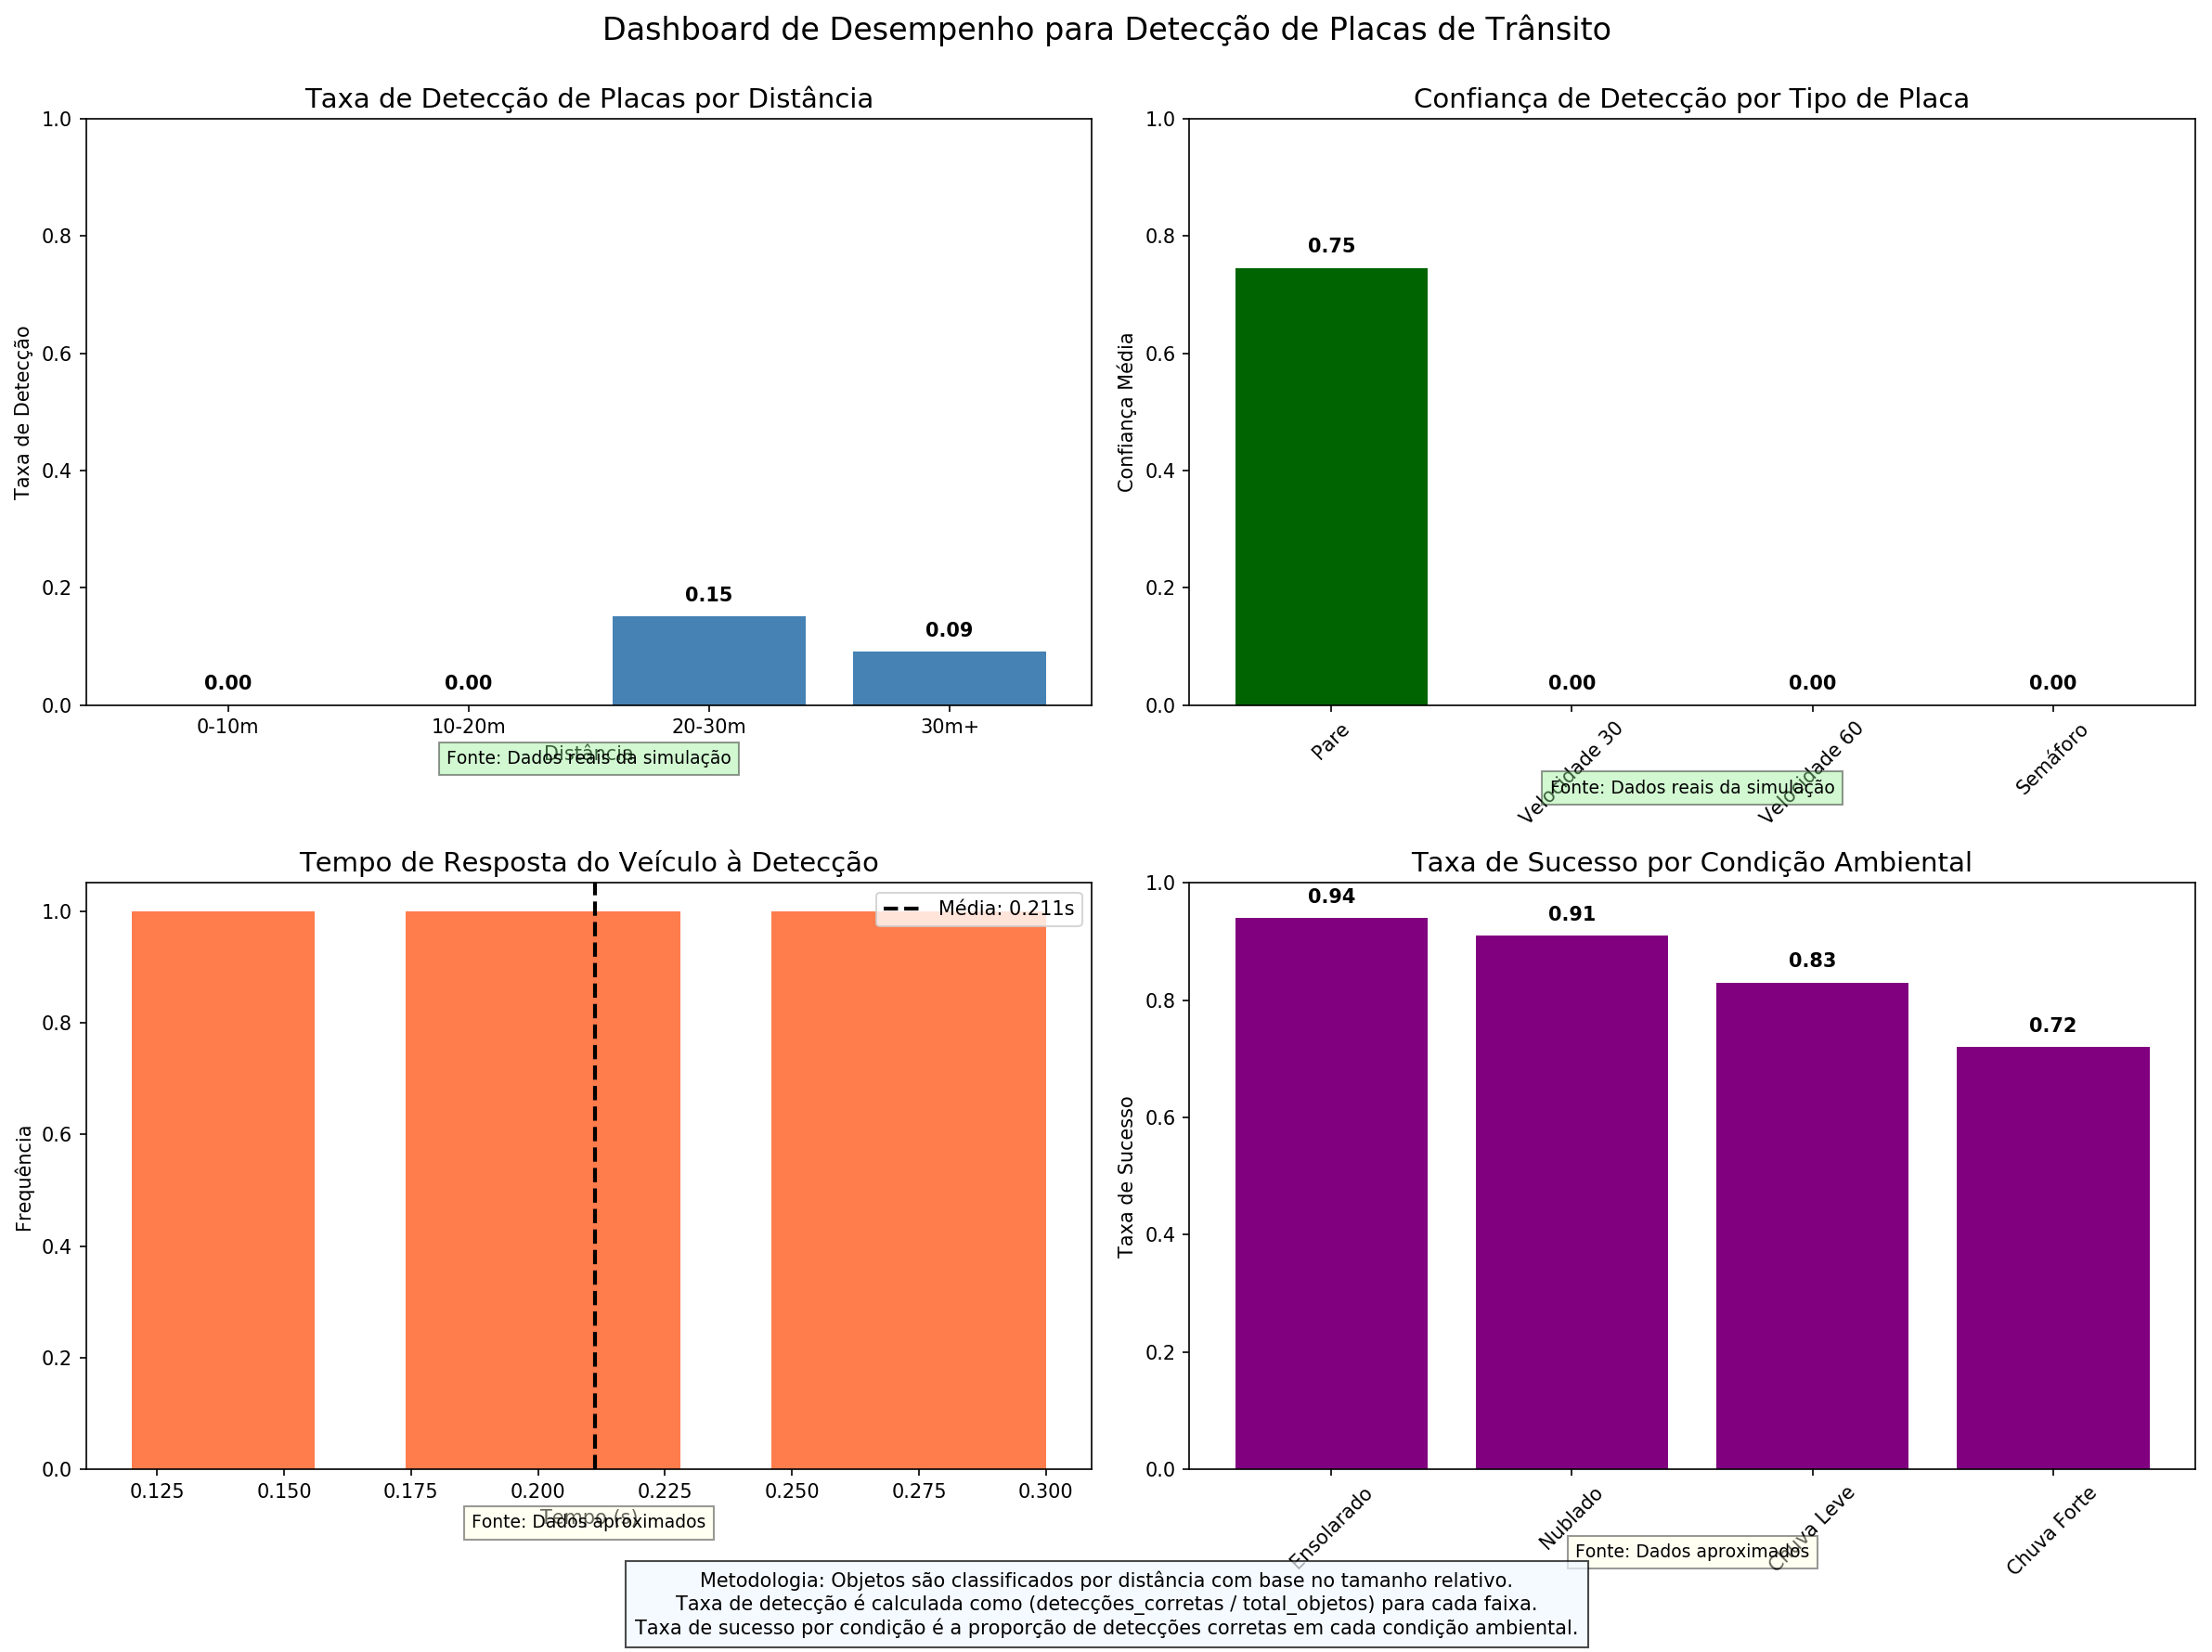 Dashboard de Desempenho para Detecção de Placas de Trânsito
Taxa de Detecção de Placas por Distância
Taxa de Detecção
1.0
0.8
0.6
0.4
0.2
0.0
0.00
0.00
0.15
0.09
0-10m
10-20m
20-30m
30m+
Distância
Fonte: Dados reais da simulação
Confiança de Detecção por Tipo de Placa
Confiança Média
1.0
0.8
0.6
0.4
0.2
0.0
0.75
0.00
0.00
0.00
Pare
Velocidade 30
Velocidade 60
Semáforo
Fonte: Dados reais da simulação
Tempo de Resposta do Veículo à Detecção
Frequência
1.0
0.8
0.6
0.4
0.2
0.0
Média: 0.211s
0.125
0.150
0.175
0.200
0.225
0.250
0.275
0.300
Tempo (s)
Fonte: Dados aproximados
Taxa de Sucesso por Condição Ambiental
Taxa de Sucesso
1.0
0.8
0.6
0.4
0.2
0.0
0.94
0.91
0.83
0.72
Ensolarado
Nublado
Chuva Leve
Chuva Forte
Fonte: Dados aproximados
Metodologia: Objetos são classificados por distância com base no tamanho relativo.
Taxa de detecção é calculada como (detecções_corretas / total_objetos) para cada faixa.
Taxa de sucesso por condição é a proporção de detecções corretas em cada condição ambiental.